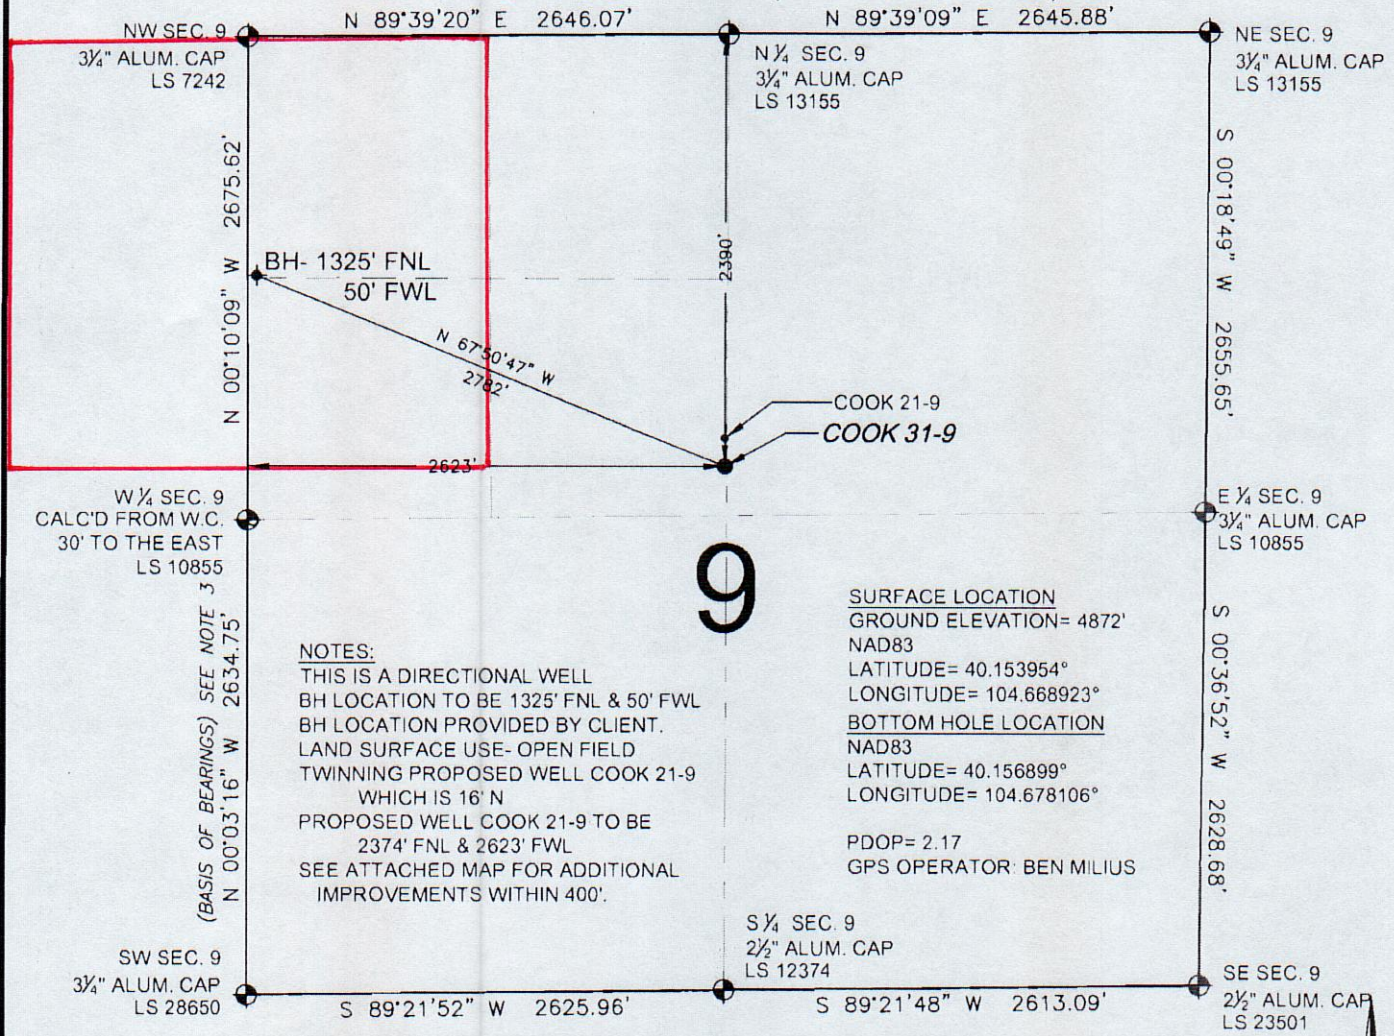 N 89°39'20" E 2646.07'
N 89°39'09" E 2645.88'
NW SEC. 9
3¼" ALUM. CAP
LS 7242
N ¼ SEC. 9
3¼" ALUM. CAP
LS 13155
NE SEC. 9
3¼" ALUM. CAP
LS 13155
N 00°10'09" W 2675.62'
S 00°18'49" W 2655.65'
BH- 1325' FNL
50' FWL
2390'
N 67°50'47" W
2782'
COOK 21-9
COOK 31-9
2623'
W ¼ SEC. 9
CALC'D FROM W.C.
30' TO THE EAST
LS 10855
E ¼ SEC. 9
3¼" ALUM. CAP
LS 10855
9
(BASIS OF BEARINGS) SEE NOTE 3
N 00°03'16" W 2634.75'
S 00°36'52" W 2628.68'
NOTES:
THIS IS A DIRECTIONAL WELL
BH LOCATION TO BE 1325' FNL & 50' FWL
BH LOCATION PROVIDED BY CLIENT.
LAND SURFACE USE- OPEN FIELD
TWINNING PROPOSED WELL COOK 21-9
WHICH IS 16' N
PROPOSED WELL COOK 21-9 TO BE
2374' FNL & 2623' FWL
SEE ATTACHED MAP FOR ADDITIONAL
IMPROVEMENTS WITHIN 400'.
SURFACE LOCATION
GROUND ELEVATION= 4872'
NAD83
LATITUDE= 40.153954°
LONGITUDE= 104.668923°
BOTTOM HOLE LOCATION
NAD83
LATITUDE= 40.156899°
LONGITUDE= 104.678106°
PDOP= 2.17
GPS OPERATOR: BEN MILIUS
SW SEC. 9
3¼" ALUM. CAP
LS 28650
S ¼ SEC. 9
2½" ALUM. CAP
LS 12374
SE SEC. 9
2½" ALUM. CAP
LS 23501
S 89°21'52" W 2625.96'
S 89°21'48" W 2613.09'